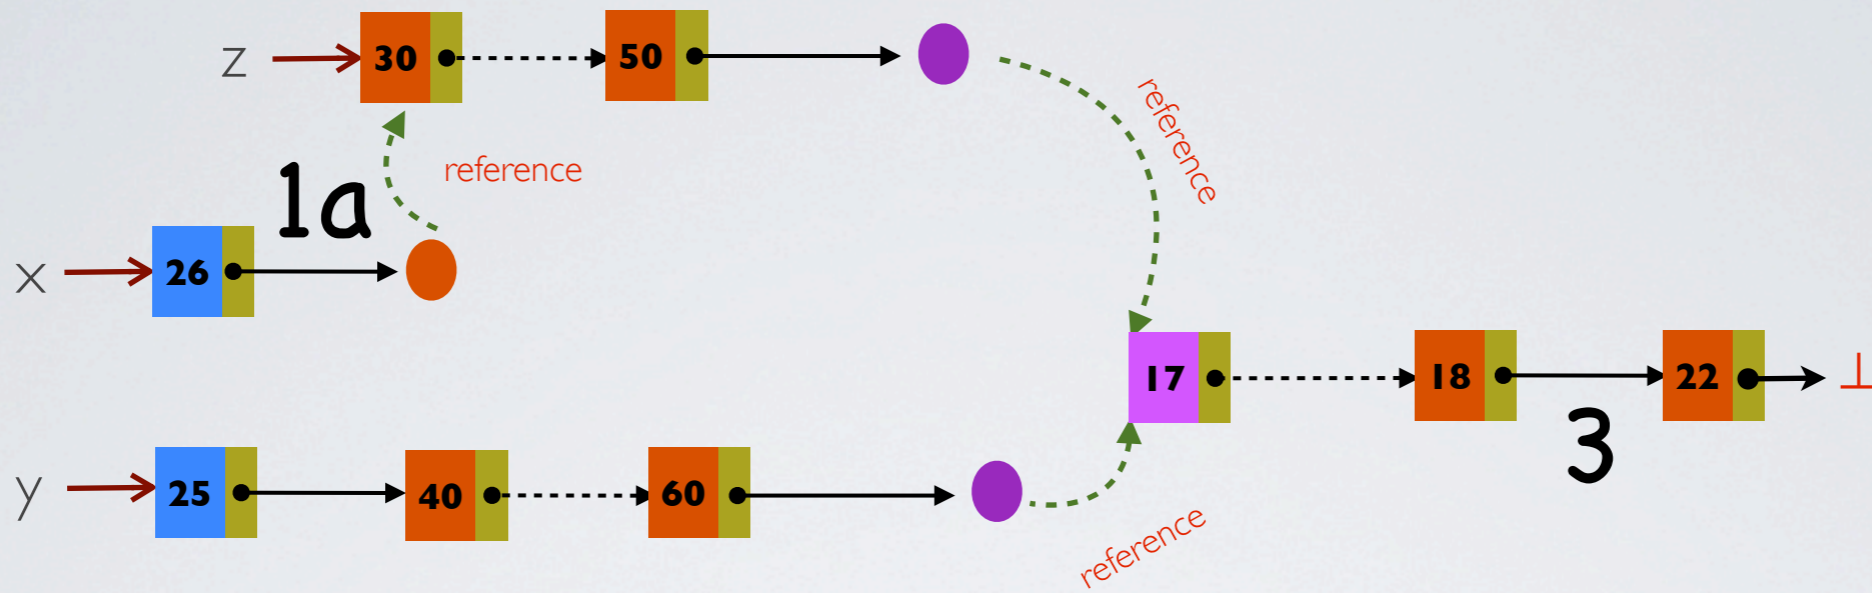 z 30 50
reference
reference
1a
x 26
17 18 22 ⊥
3
y 25 40 60
reference